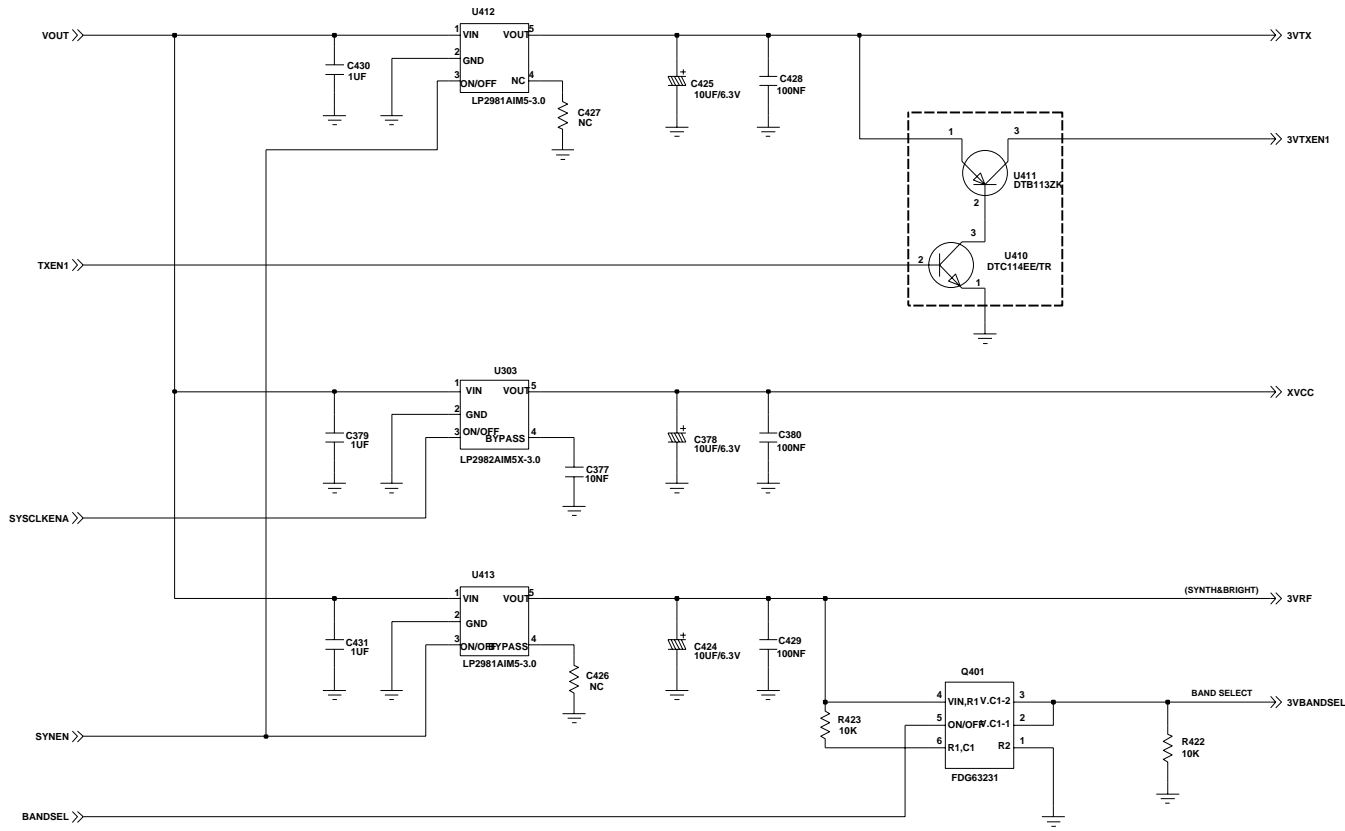 U412
VOUT
1 VIN VOUT 5
2 GND
3 ON/OFF NC 4
LP2981AIM5-3.0
C430
1UF
C427
NC
C425
10UF/6.3V
+
C428
100NF
3VTX
1 3
3VTXEN1
U411
DTB113ZK
2
3
TXEN1
2
U410
DTC114EE/TR
1
U303
1 VIN VOUT 5
2 GND
3 ON/OFF
BYPASS 4
LP2982AIM5X-3.0
C379
1UF
C377
10NF
C378
10UF/6.3V
+
C380
100NF
XVCC
SYSCLKENA
U413
1 VIN VOUT 5
2 GND
3 ON/OFF BYPASS 4
LP2981AIM5-3.0
C431
1UF
C426
NC
C424
10UF/6.3V
+
C429
100NF
(SYNTH&BRIGHT)
3VRF
Q401
4 VIN,R1 V.C1-2 3
5 ON/OFF V.C1-1 2
6 R1,C1 R2 1
FDG63231
R423
10K
BAND SELECT
3VBANDSEL
R422
10K
SYNEN
BANDSEL